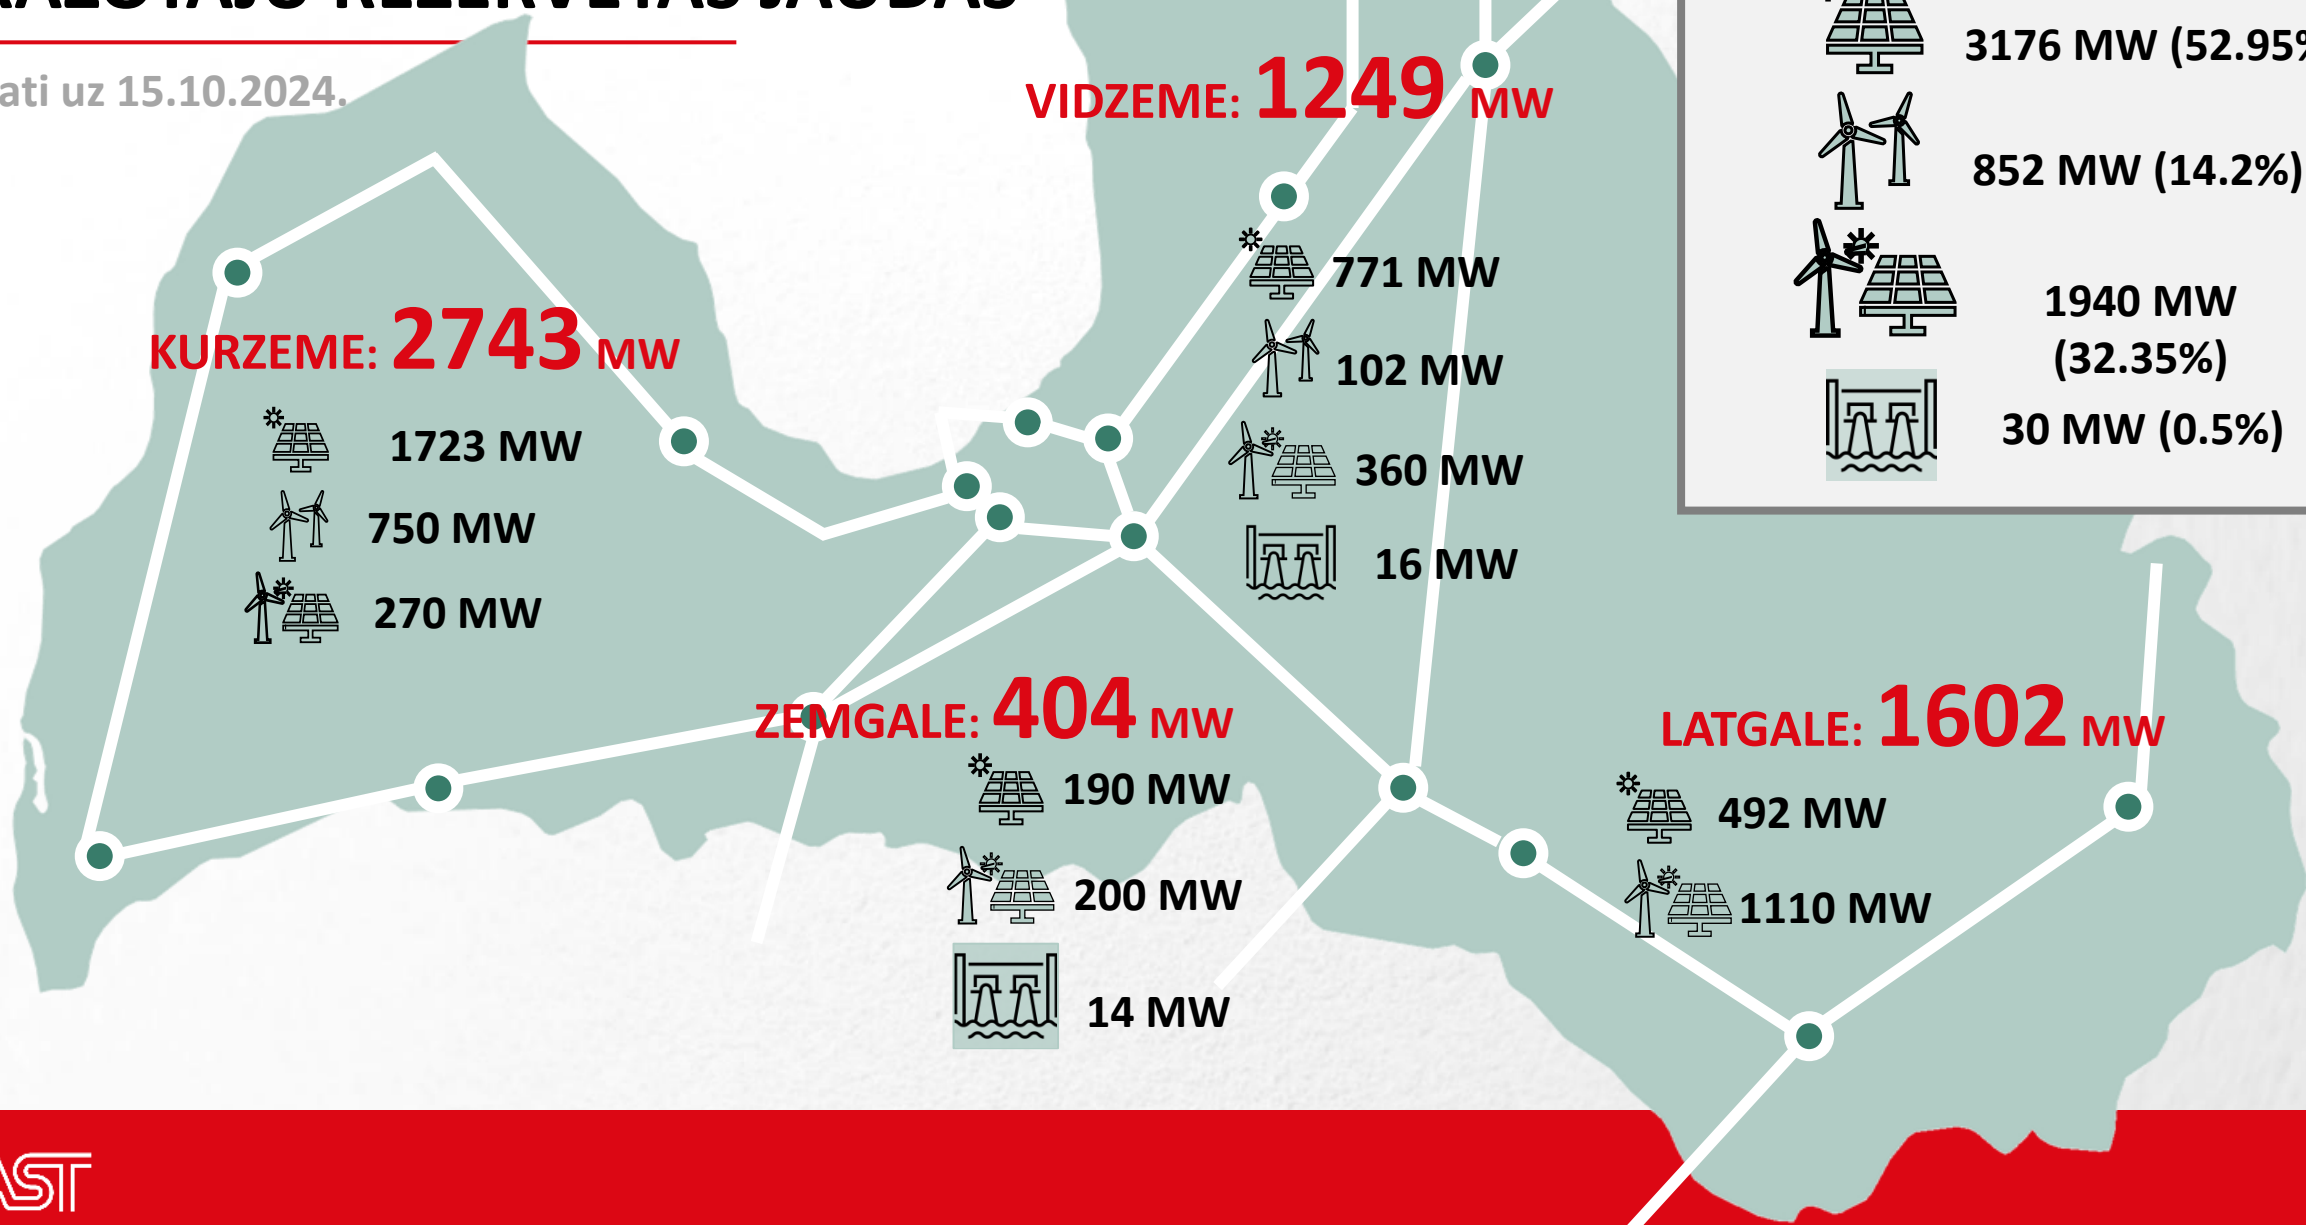 JAUDAS
uz 15.10.2024.
VIDZEME: 1249 MW
771 MW
102 MW
360 MW
16 MW
KURZEME: 2743 MW
1723 MW
750 MW
270 MW
ZEMGALE: 404 MW
190 MW
200 MW
14 MW
LATGALE: 1602 MW
492 MW
1110 MW
3176 MW (52.95%
852 MW (14.2%)
1940 MW
(32.35%)
30 MW (0.5%)
AST